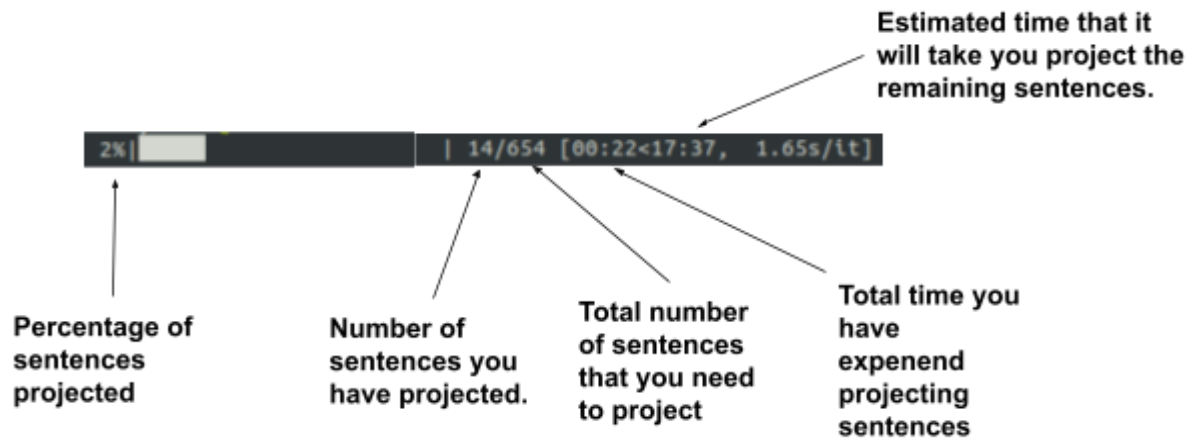 Estimated time that it
will take you project the
remaining sentences.
2%| | 14/654 [00:22<17:37, 1.65s/it]
Percentage of
sentences
projected
Number of
sentences you
have projected.
Total number
of sentences
that you need
to project
Total time you
have
expenend
projecting
sentences